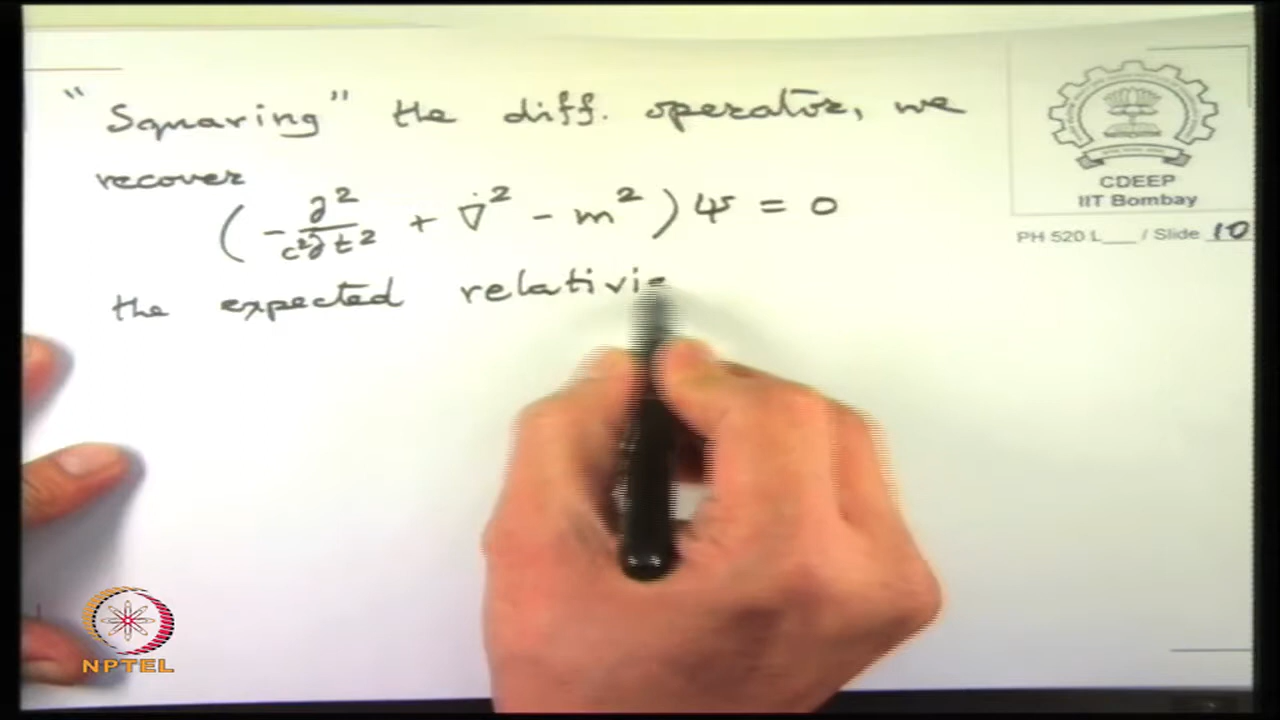 "Squaring" the diff. operator, we
recover
(-∂²/c²∂t² + ∇² - m²)Ψ = 0
the expected relativis
CDEEP
IIT Bombay
PH 520 L___ / Slide 10
NPTEL